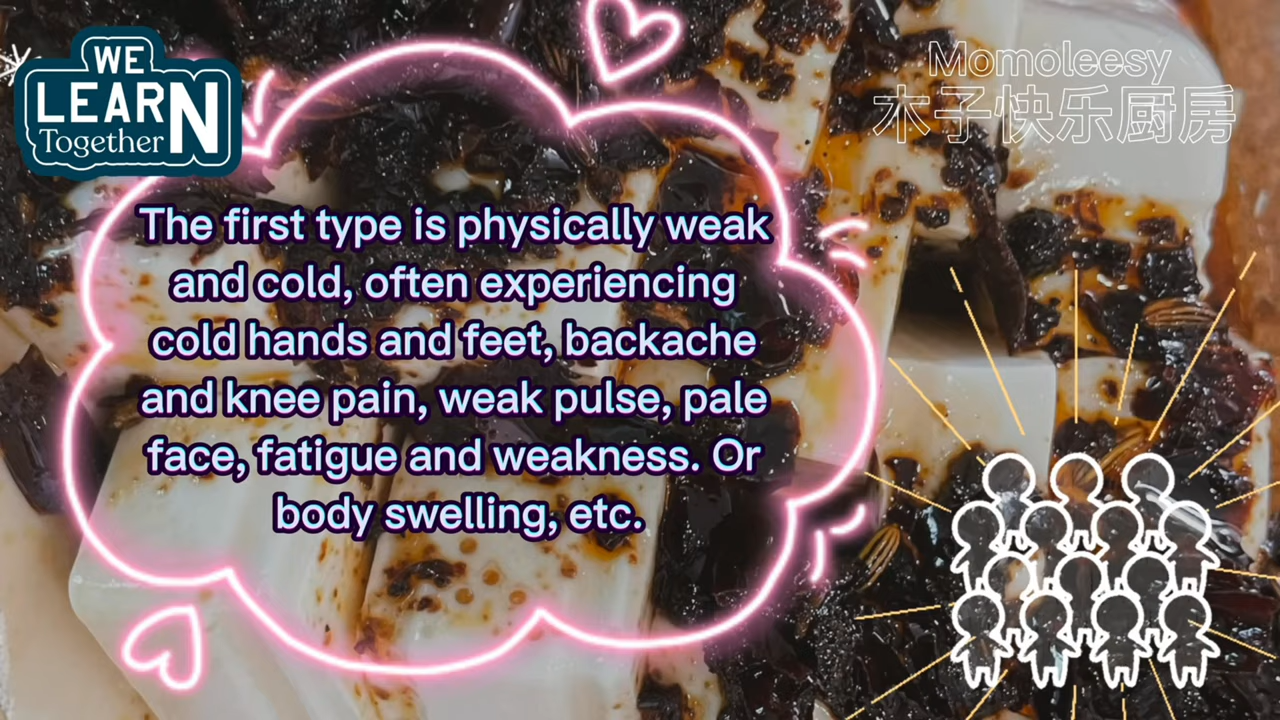 WE
LEARN
Together
Momoleesy
木子快乐厨房
The first type is physically weak
and cold, often experiencing
cold hands and feet, backache
and knee pain, weak pulse, pale
face, fatigue and weakness. Or
body swelling, etc.